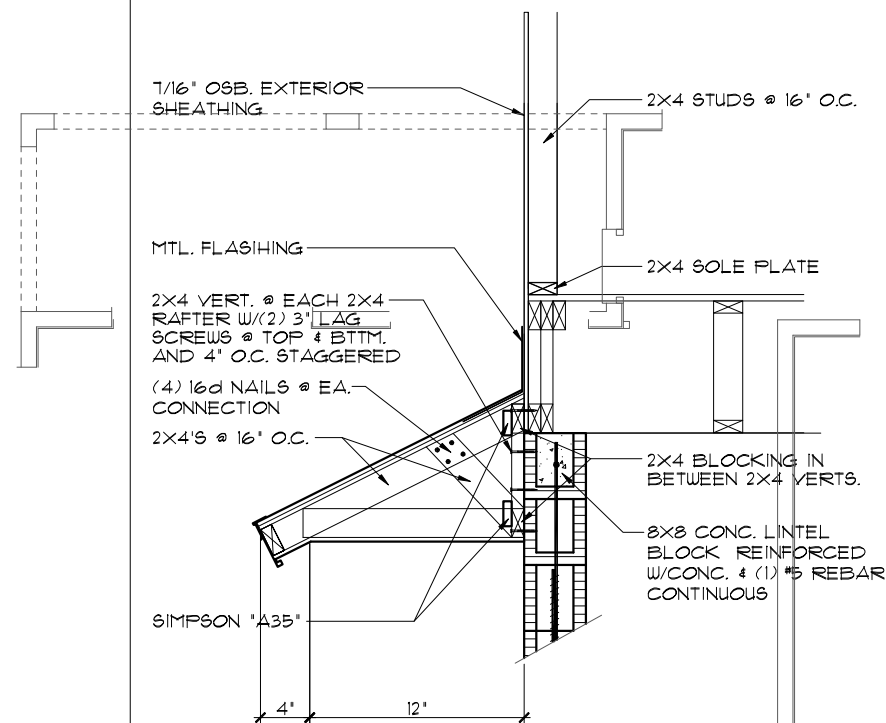 7/16" OSB. EXTERIOR
SHEATHING
2X4 STUDS @ 16" O.C.
MTL. FLASIHING
2X4 SOLE PLATE
2X4 VERT. @ EACH 2X4
RAFTER W/(2) 3" LAG
SCREWS @ TOP & BTTM.
AND 4" O.C. STAGGERED
(4) 16d NAILS @ EA.
CONNECTION
2X4'S @ 16" O.C.
2X4 BLOCKING IN
BETWEEN 2X4 VERTS.
8X8 CONC. LINTEL
BLOCK REINFORCED
W/CONC. & (1) #5 REBAR
CONTINUOUS
SIMPSON "A35"
4"
12"